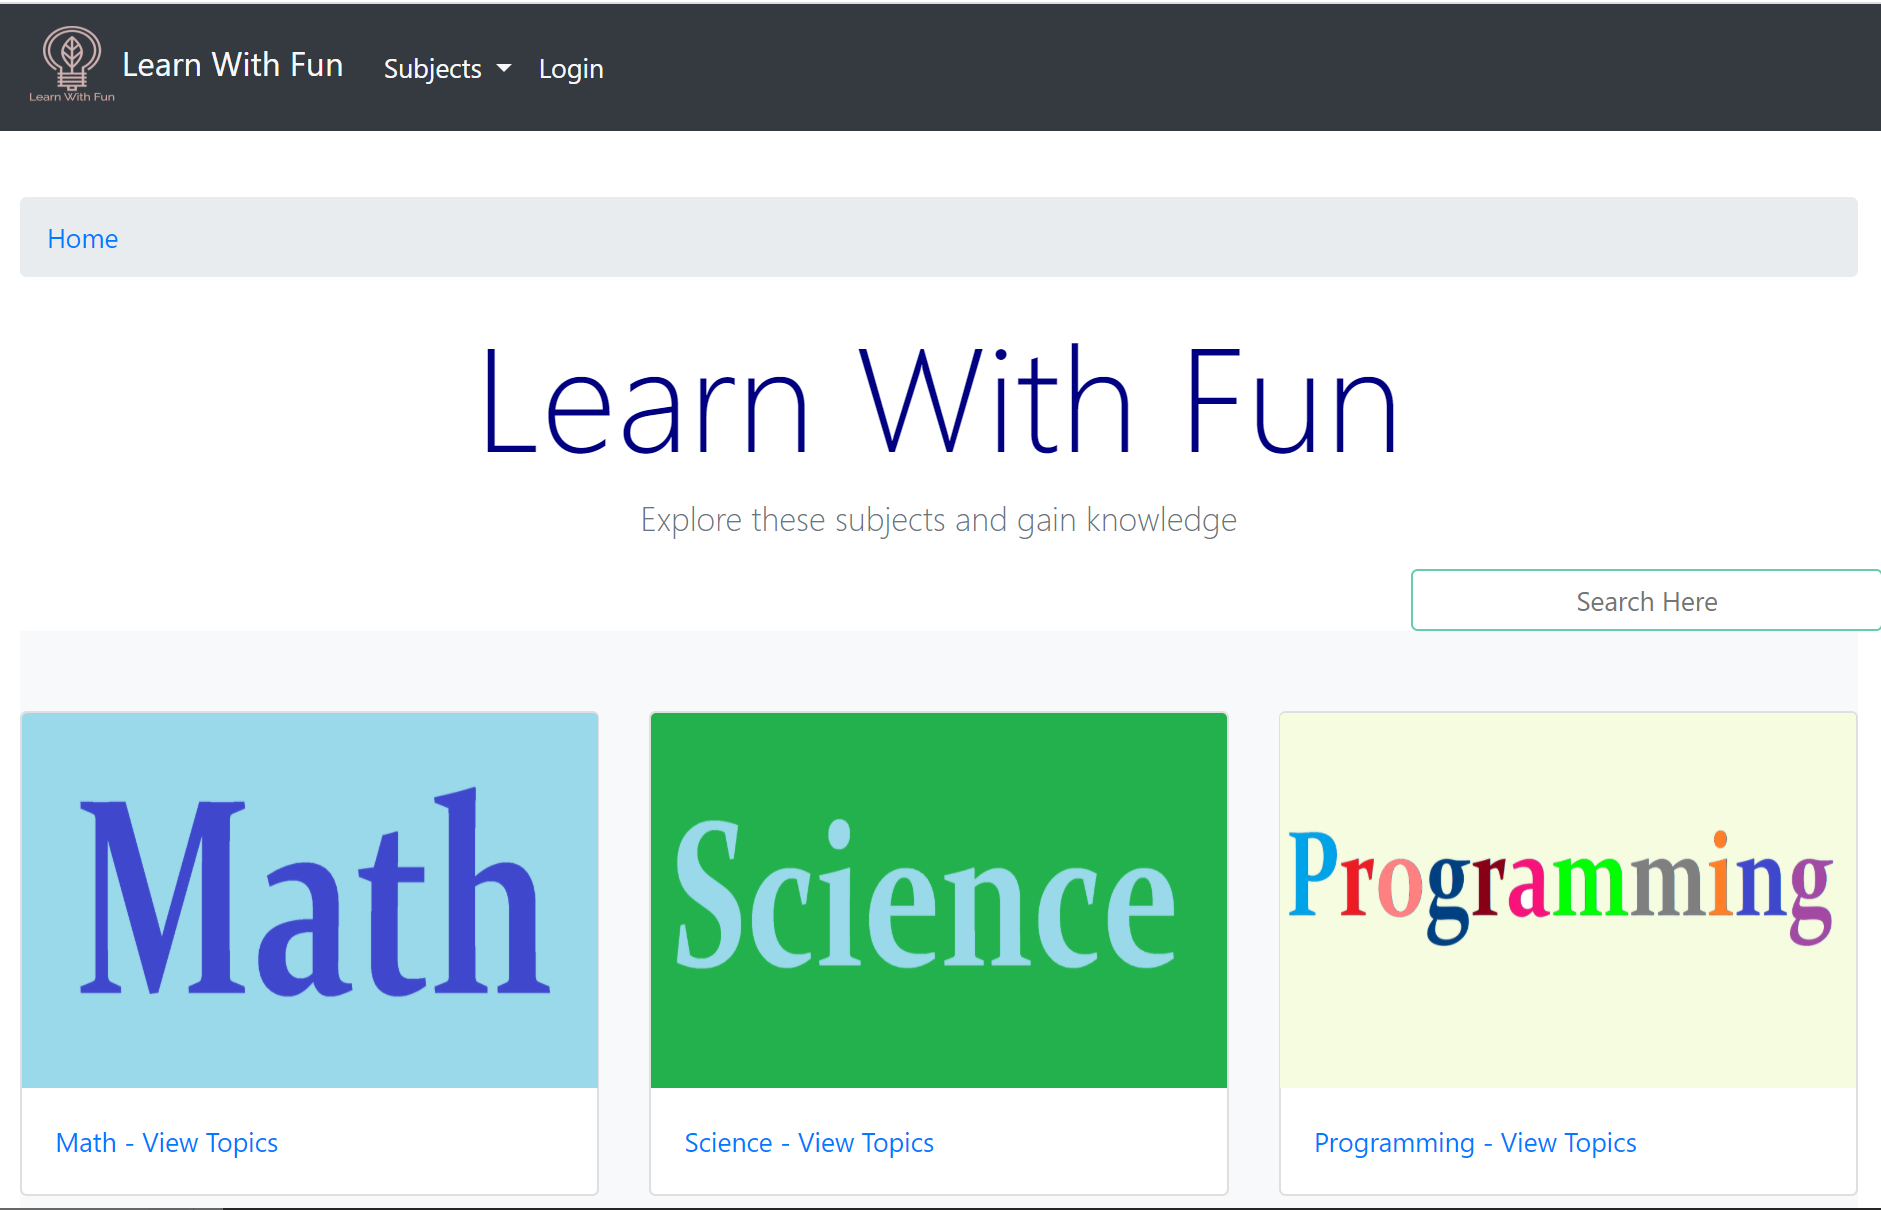 Learn With Fun
Learn With Fun Subjects Login
Home
Learn With Fun
Explore these subjects and gain knowledge
Search Here
Math
Science
Programming
Math - View Topics
Science - View Topics
Programming - View Topics